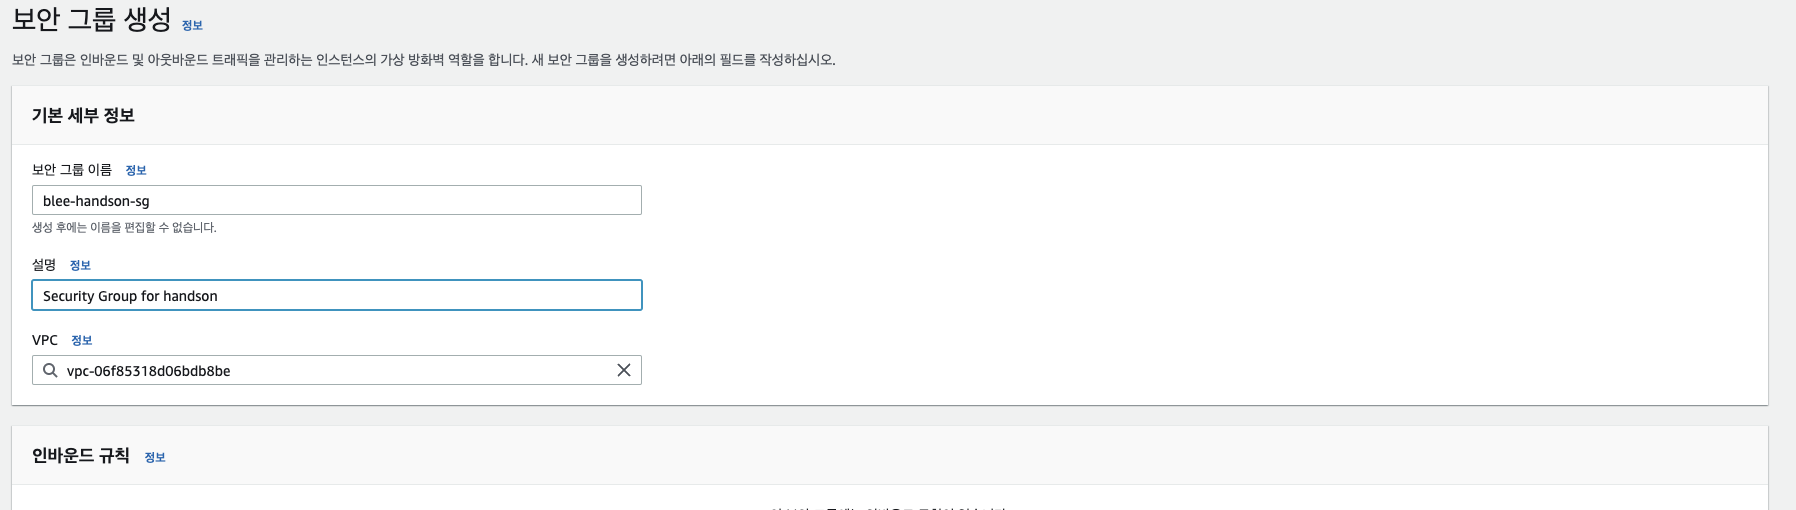 보안 그룹 생성 정보
보안 그룹은 인바운드 및 아웃바운드 트래픽을 관리하는 인스턴스의 가상 방화벽 역할을 합니다. 새 보안 그룹을 생성하려면 아래의 필드를 작성하십시오.
기본 세부 정보
보안 그룹 이름 정보
blee-handson-sg
생성 후에는 이름을 편집할 수 없습니다.
설명 정보
Security Group for handson
VPC 정보
vpc-06f85318d06bdb8be
인바운드 규칙 정보